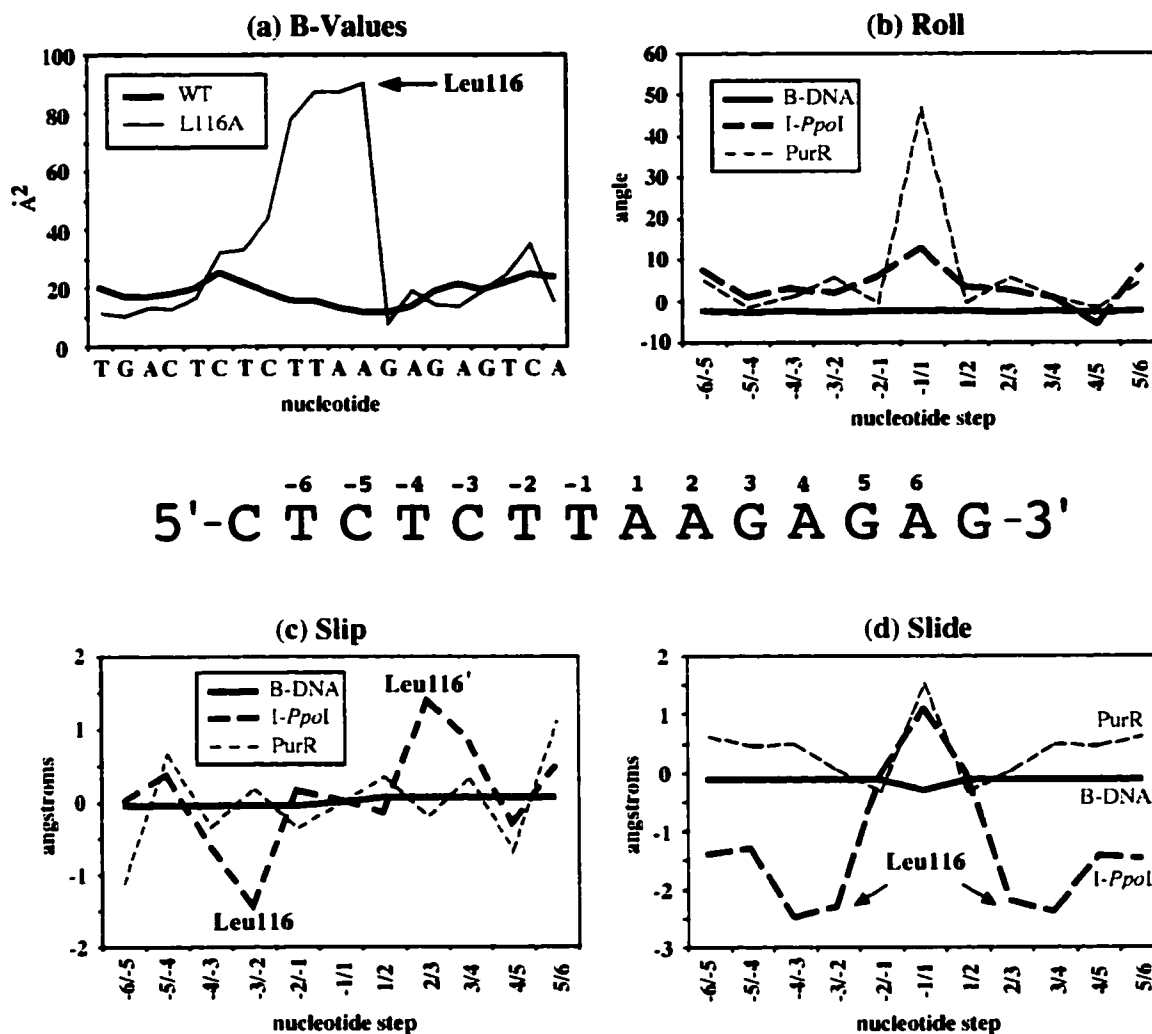 (a) B-Values
100
80
60
40
20
0
Å2
WT
L116A
Leu116
T G A C T C T C T T A A G A G A G T C A
nucleotide
(b) Roll
60
50
40
30
20
10
0
-10
angle
B-DNA
I-PpoI
PurR
-6/-5 -5/-4 -4/-3 -3/-2 -2/-1 -1/1 1/2 2/3 3/4 4/5 5/6
nucleotide step
-6 -5 -4 -3 -2 -1 1 2 3 4 5 6
5'-C T C T C T T A A G A G A G-3'
(c) Slip
2
1
0
-1
-2
angstroms
B-DNA
I-PpoI
PurR
Leu116'
Leu116
-6/-5 -5/-4 -4/-3 -3/-2 -2/-1 -1/1 1/2 2/3 3/4 4/5 5/6
nucleotide step
(d) Slide
2
1
0
-1
-2
-3
angstroms
PurR
B-DNA
Leu116
I-PpoI
-6/-5 -5/-4 -4/-3 -3/-2 -2/-1 -1/1 1/2 2/3 3/4 4/5 5/6
nucleotide step